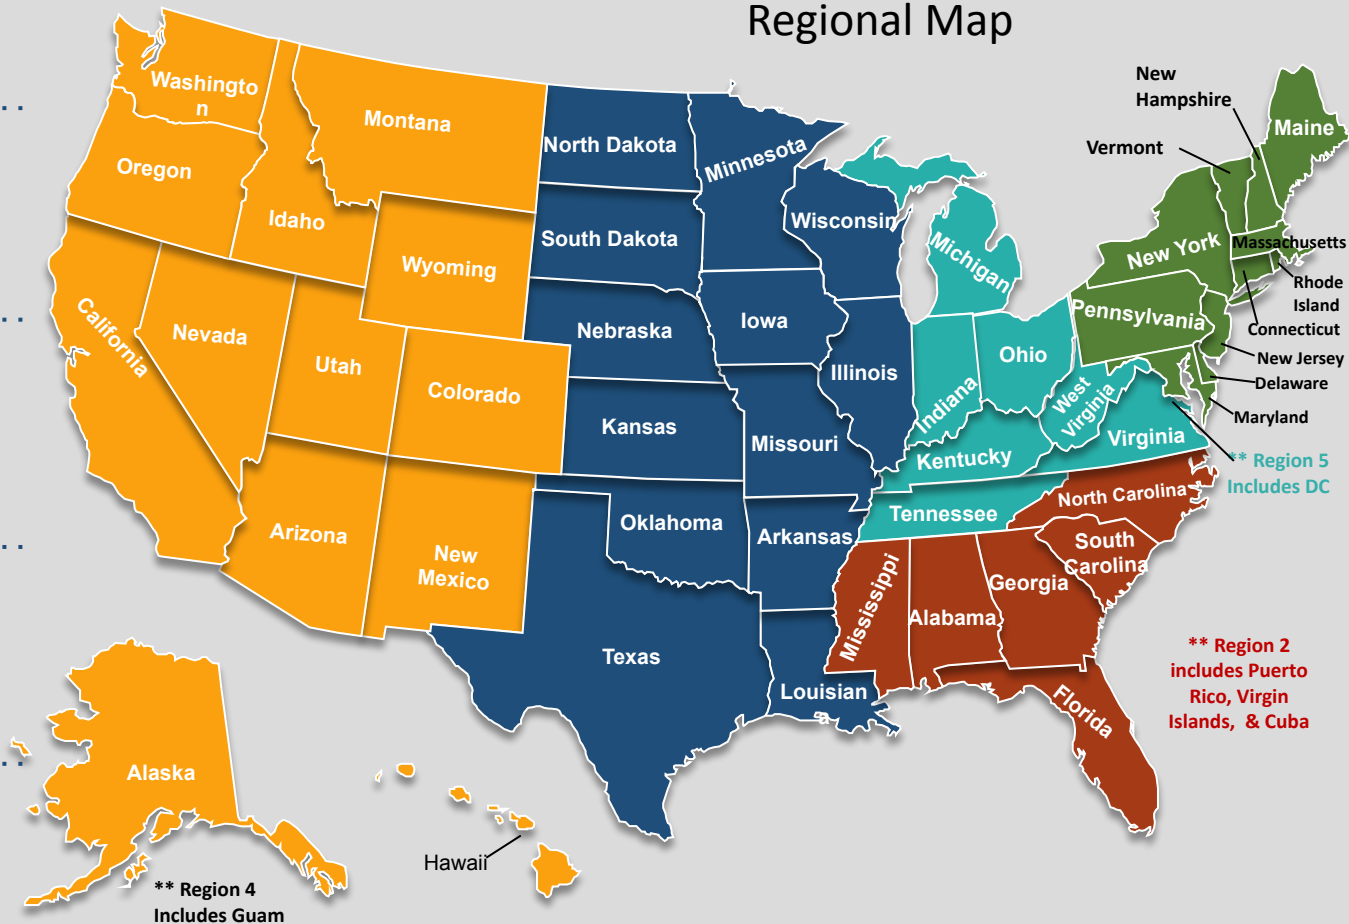 Regional Map
New
Hampshire
Maine
Vermont
Washingto
n
Montana
North Dakota
Minnesota
Oregon
Idaho
Wisconsin
South Dakota
Michigan
New York
Massachusetts
Wyoming
Rhode
Island
California
Nevada
Nebraska
Iowa
Pennsylvania
Connecticut
Utah
Ohio
New Jersey
Colorado
Illinois
Indiana
West
Virginia
Delaware
Maryland
Kansas
Missouri
Kentucky
Virginia
** Region 5
Includes DC
Arizona
New
Mexico
Oklahoma
Arkansas
Tennessee
North Carolina
South
Carolina
Mississippi
Alabama
Georgia
Texas
Louisian
a
Florida
** Region 2
includes Puerto
Rico, Virgin
Islands, & Cuba
Alaska
Hawaii
** Region 4
Includes Guam